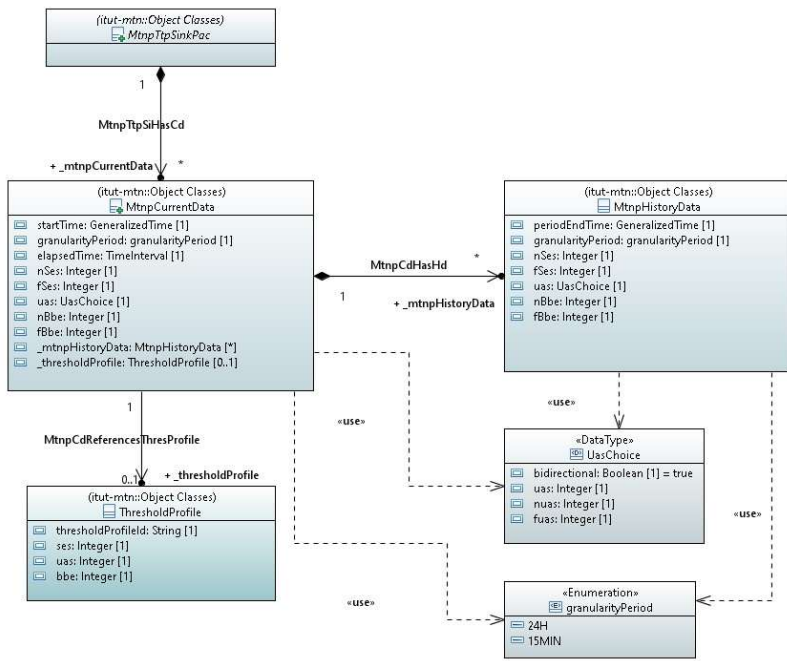 (itut-mtn::Object Classes)
MtnpTtpSinkPac
1
MtnpTtpSiHasCd
+ _mtnpCurrentData
*
(itut-mtn::Object Classes)
MtnpCurrentData
startTime: GeneralizedTime [1]
granularityPeriod: granularityPeriod [1]
elapsedTime: TimeInterval [1]
nSes: Integer [1]
fSes: Integer [1]
uas: UasChoice [1]
nBbe: Integer [1]
fBbe: Integer [1]
_mtnpHistoryData: MtnpHistoryData [*]
_thresholdProfile: ThresholdProfile [0..1]
MtnpCdHasHd
*
1
+ _mtnpHistoryData
(itut-mtn::Object Classes)
MtnpHistoryData
periodEndTime: GeneralizedTime [1]
granularityPeriod: granularityPeriod [1]
nSes: Integer [1]
fSes: Integer [1]
uas: UasChoice [1]
nBbe: Integer [1]
fBbe: Integer [1]
1
MtnpCdReferencesThresProfile
0..1
+ _thresholdProfile
(itut-mtn::Object Classes)
ThresholdProfile
thresholdProfileId: String [1]
ses: Integer [1]
uas: Integer [1]
bbe: Integer [1]
«use»
«use»
«DataType»
UasChoice
bidirectional: Boolean [1] = true
uas: Integer [1]
nuas: Integer [1]
fuas: Integer [1]
«use»
«use»
«Enumeration»
granularityPeriod
24H
15MIN